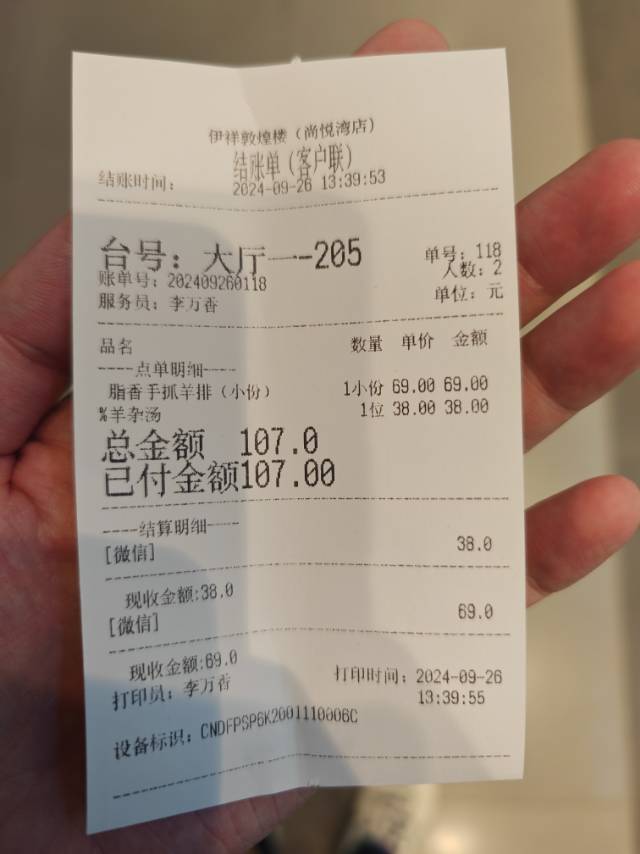 伊祥敦煌楼（尚悦湾店）
结账单（客户联）
结账时间： 2024-09-26 13:39:53
台号：大厅一-205 单号：118
人数：2
账单号：202409260118
服务员：李万香 单位：元
品名 数量 单价 金额
----点单明细----
脂香手抓羊排（小份） 1小份 69.00 69.00
%羊杂汤 1位 38.00 38.00
总金额 107.0
已付金额107.00
----结算明细----
[微信] 38.0
现收金额:38.0
[微信] 69.0
现收金额:69.0
打印员：李万香 打印时间：2024-09-26
13:39:55
设备标识：CNDFPSP6K2001110006C